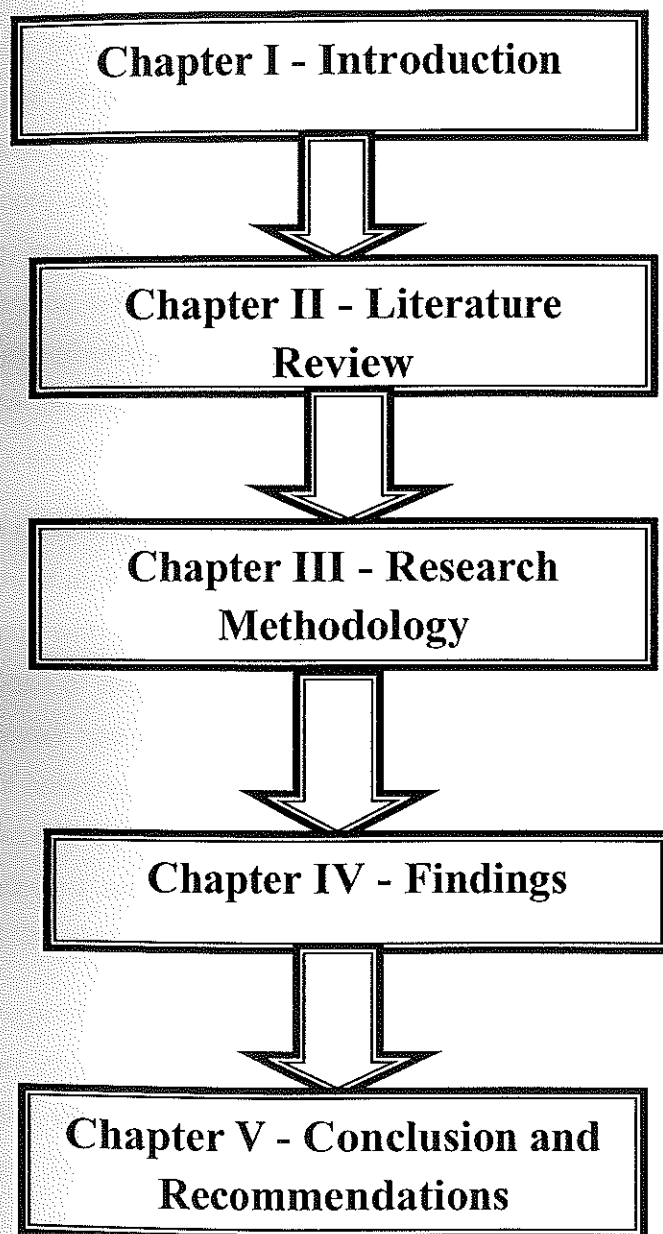 Chapter I - Introduction
Chapter II - Literature
Review
Chapter III - Research
Methodology
Chapter IV - Findings
Chapter V - Conclusion and
Recommendations